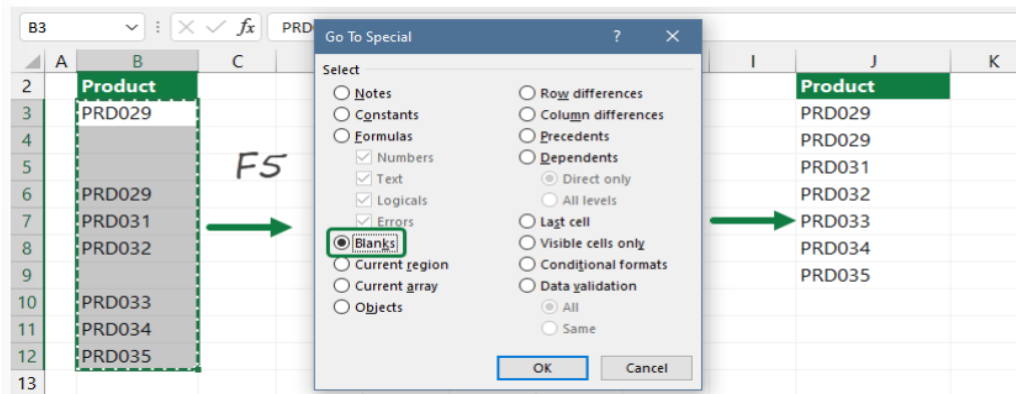 B3 fx PRD
A B C I J K
2 Product Product
3 PRD029 PRD029
4 PRD029
5 PRD031
6 PRD029 PRD032
7 PRD031 PRD033
8 PRD032 PRD034
9 PRD035
10 PRD033
11 PRD034
12 PRD035
13
F5
Go To Special ? ×
Select
Notes
Constants
Formulas
Numbers
Text
Logicals
Errors
Blanks
Current region
Current array
Objects
Row differences
Column differences
Precedents
Dependents
Direct only
All levels
Last cell
Visible cells only
Conditional formats
Data validation
All
Same
OK Cancel